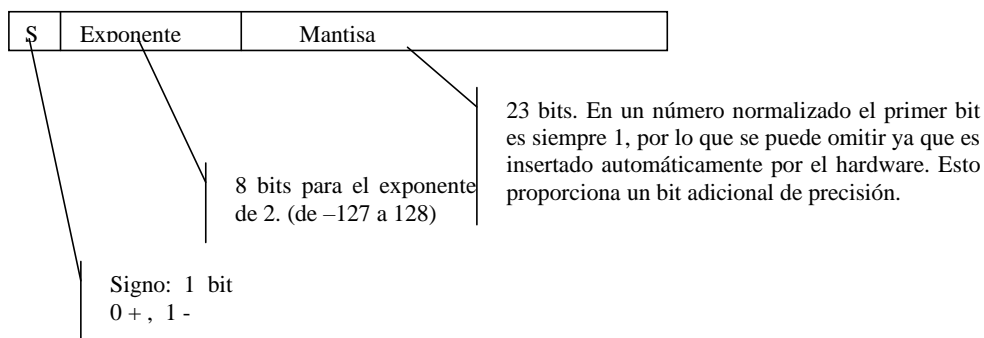 S Exponente Mantisa
23 bits. En un número normalizado el primer bit
es siempre 1, por lo que se puede omitir ya que es
insertado automáticamente por el hardware. Esto
proporciona un bit adicional de precisión.
8 bits para el exponente
de 2. (de –127 a 128)
Signo: 1 bit
0 + , 1 -